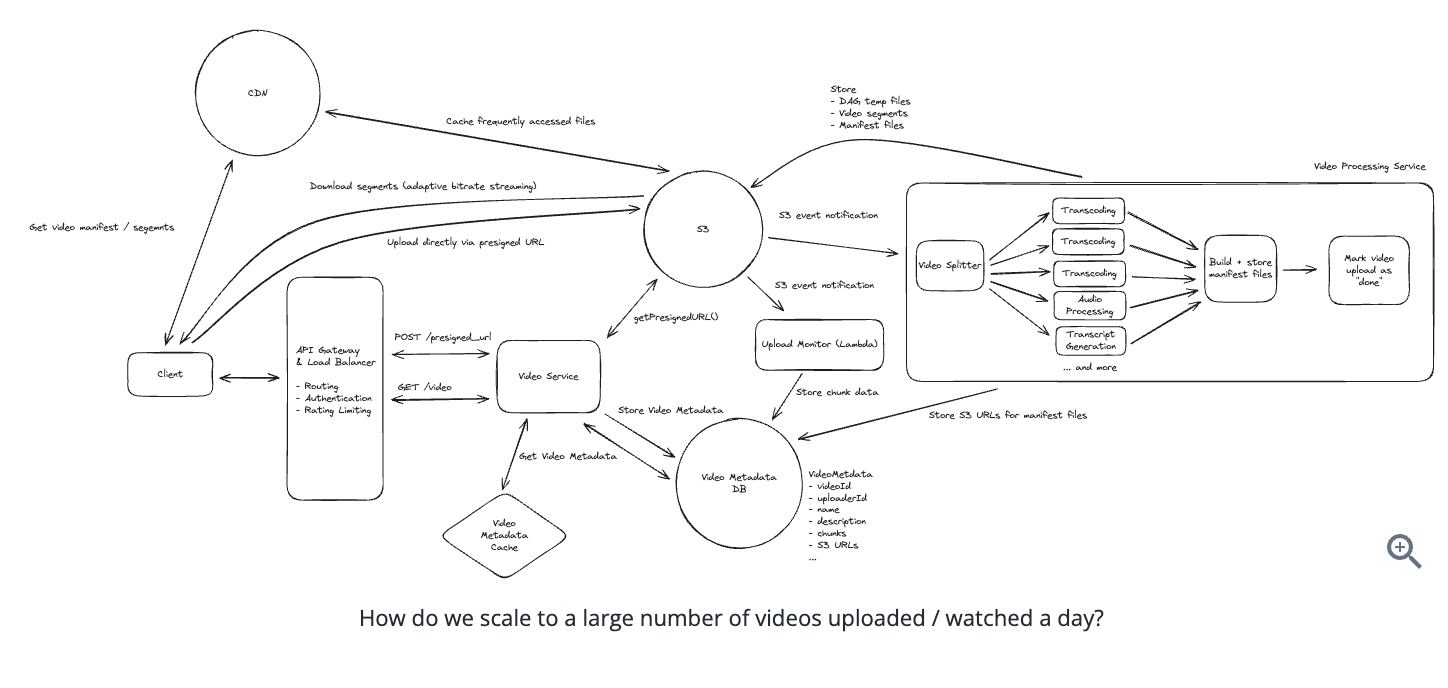 CDN
Cache frequently accessed files
Store
- DAG temp files
- Video segments
- Manifest files
Video Processing Service
Download segments (adaptive bitrate streaming)
Get video manifest / segemnts
Upload directly via presigned URL
S3
S3 event notification
S3 event notification
Video Splitter
Transcoding
Transcoding
Transcoding
Audio
Processing
Transcript
Generation
... and more
Build + store
manifest files
Mark video
upload as
"done"
getPresignedURL()
Upload Monitor (Lambda)
Client
API Gateway
& Load Balancer
- Routing
- Authentication
- Rating Limiting
POST /presigned_url
GET /video
Video Service
Store chunk data
Store Video Metadata
Store S3 URLs for manifest files
Get Video Metadata
Video Metadata
DB
VideoMetdata
- videoId
- uploaderId
- name
- description
- chunks
- S3 URLs
...
Video
Metadata
Cache
How do we scale to a large number of videos uploaded / watched a day?